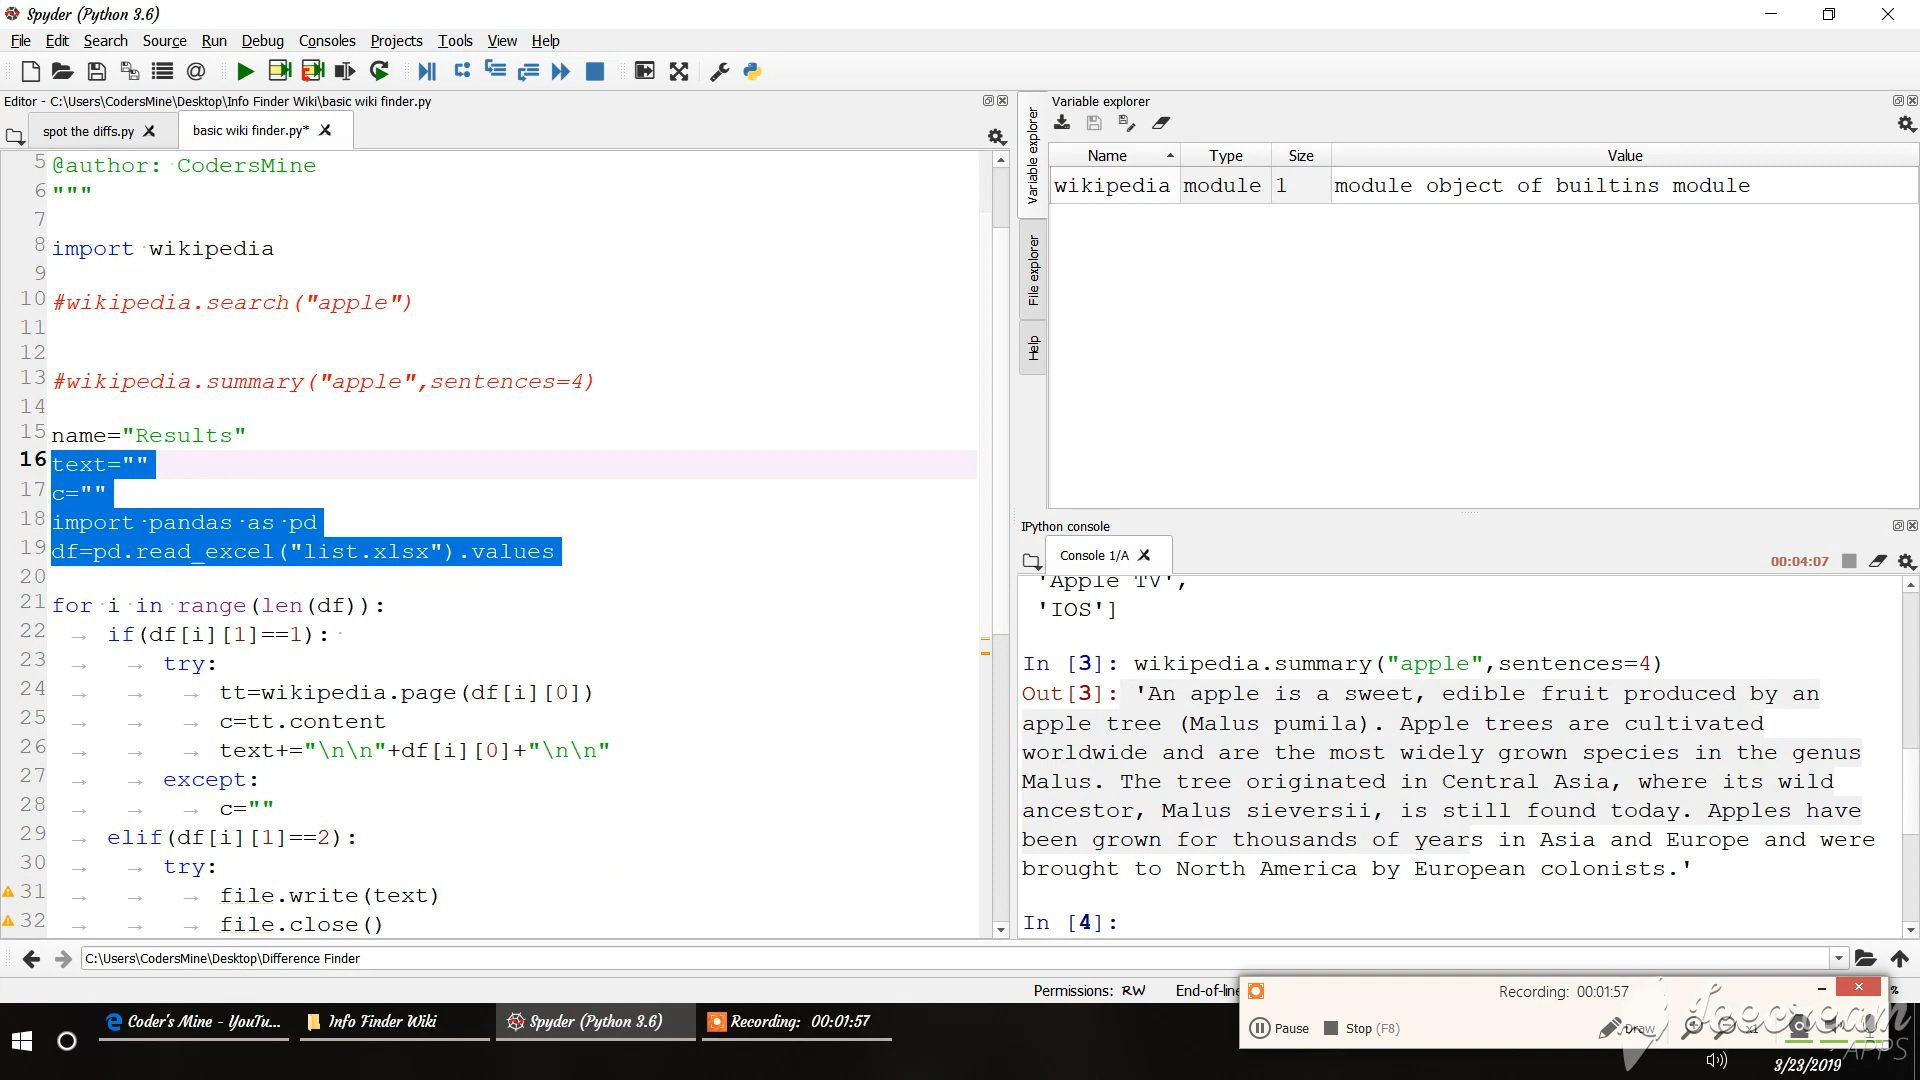 Spyder (Python 3.6)
File Edit Search Source Run Debug Consoles Projects Tools View Help
Editor - C:\Users\CodersMine\Desktop\Info Finder Wiki\basic wiki finder.py
spot the diffs.py
basic wiki finder.py*
5 @author: CodersMine
6 """
7
8 import wikipedia
9
10 #wikipedia.search("apple")
11
12
13 #wikipedia.summary("apple",sentences=4)
14
15 name="Results"
16 text=""
17 c=""
18 import pandas as pd
19 df=pd.read_excel("list.xlsx").values
20
21 for i in range(len(df)):
22 if(df[i][1]==1):
23 try:
24 tt=wikipedia.page(df[i][0])
25 c=tt.content
26 text+="\n\n"+df[i][0]+"\n\n"
27 except:
28 c=""
29 elif(df[i][1]==2):
30 try:
31 file.write(text)
32 file.close()
Variable explorer
Variable explorer
File explorer
Help
Name Type Size Value
wikipedia module 1 module object of builtins module
IPython console
Console 1/A
00:04:07
'Apple TV',
'IOS']
In [3]: wikipedia.summary("apple",sentences=4)
Out[3]: 'An apple is a sweet, edible fruit produced by an
apple tree (Malus pumila). Apple trees are cultivated
worldwide and are the most widely grown species in the genus
Malus. The tree originated in Central Asia, where its wild
ancestor, Malus sieversii, is still found today. Apples have
been grown for thousands of years in Asia and Europe and were
brought to North America by European colonists.'
In [4]:
C:\Users\CodersMine\Desktop\Difference Finder
Permissions: RW End-of-line
%
Recording: 00:01:57
Pause Stop (F8) Draw x1
Icecream
APPS
Coder's Mine - YouTu...
Info Finder Wiki
Spyder (Python 3.6)
Recording: 00:01:57
3/23/2019